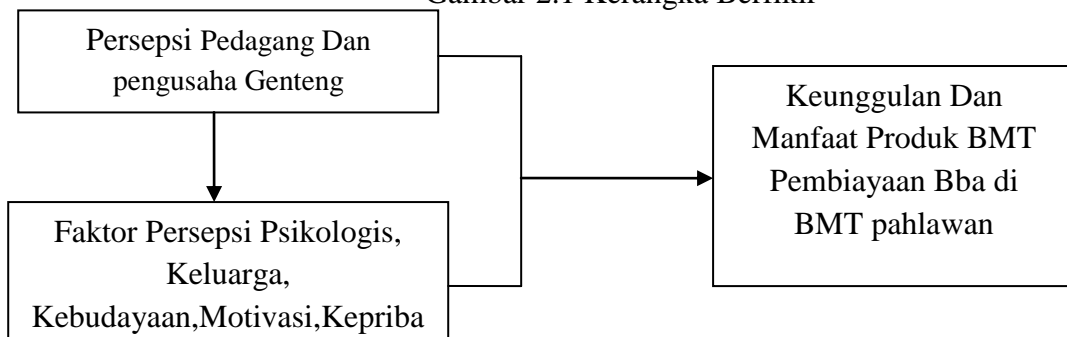 Gambar 2.1 Kerangka Berfikir
Persepsi Pedagang Dan
pengusaha Genteng
Keunggulan Dan
Manfaat Produk BMT
Pembiayaan Bba di
BMT pahlawan
Faktor Persepsi Psikologis,
Keluarga,
Kebudayaan,Motivasi,Kepriba